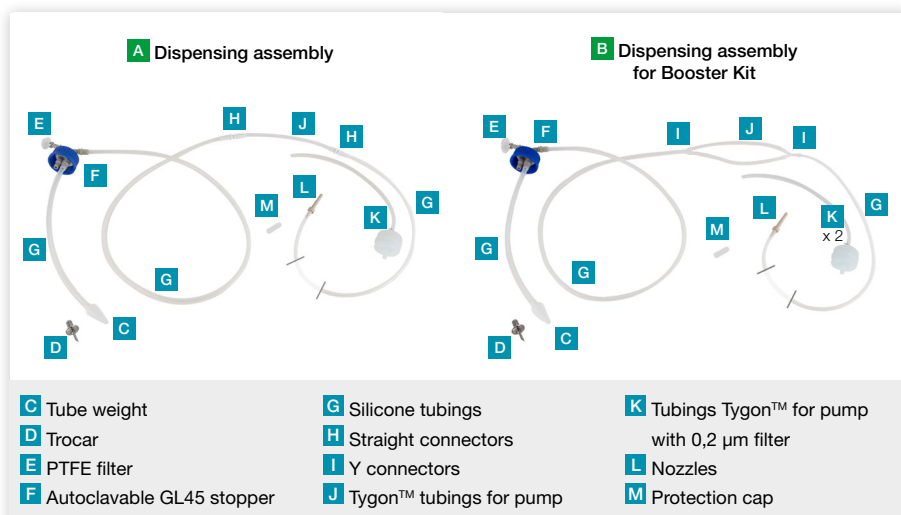 A Dispensing assembly
B Dispensing assembly
for Booster Kit
E
F
H
J
H
L
M
K
G
G
G
C
D
E
F
I
J
I
L
M
K
x 2
G
G
G
C
D
C Tube weight
D Trocar
E PTFE filter
F Autoclavable GL45 stopper
G Silicone tubings
H Straight connectors
I Y connectors
J Tygon™ tubings for pump
K Tubings Tygon™ for pump
with 0,2 µm filter
L Nozzles
M Protection cap